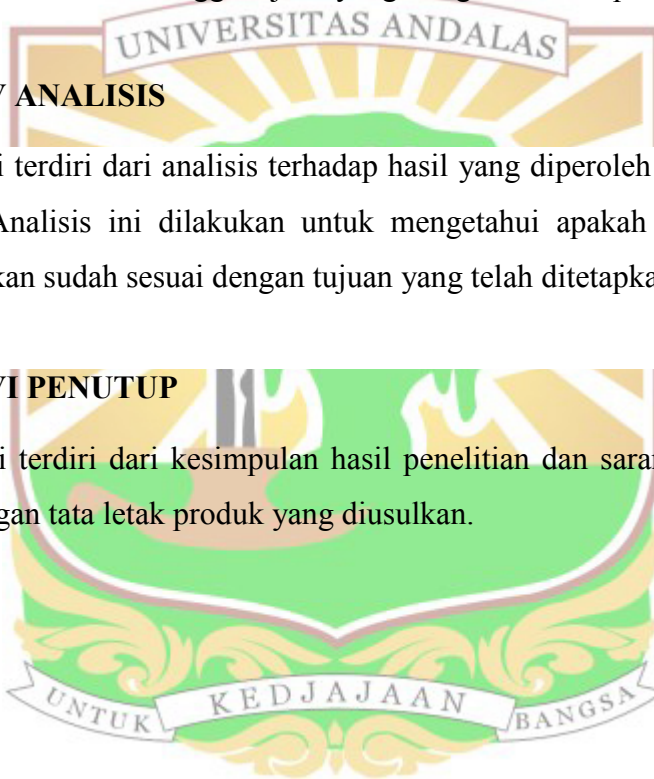 UNIVERSITAS ANDALAS
V ANALISIS
i terdiri dari analisis terhadap hasil yang diperoleh
Analisis ini dilakukan untuk mengetahui apakah
kan sudah sesuai dengan tujuan yang telah ditetapka
VI PENUTUP
i terdiri dari kesimpulan hasil penelitian dan saran
gan tata letak produk yang diusulkan.
UNTUK KEDJAJAAN BANGSA